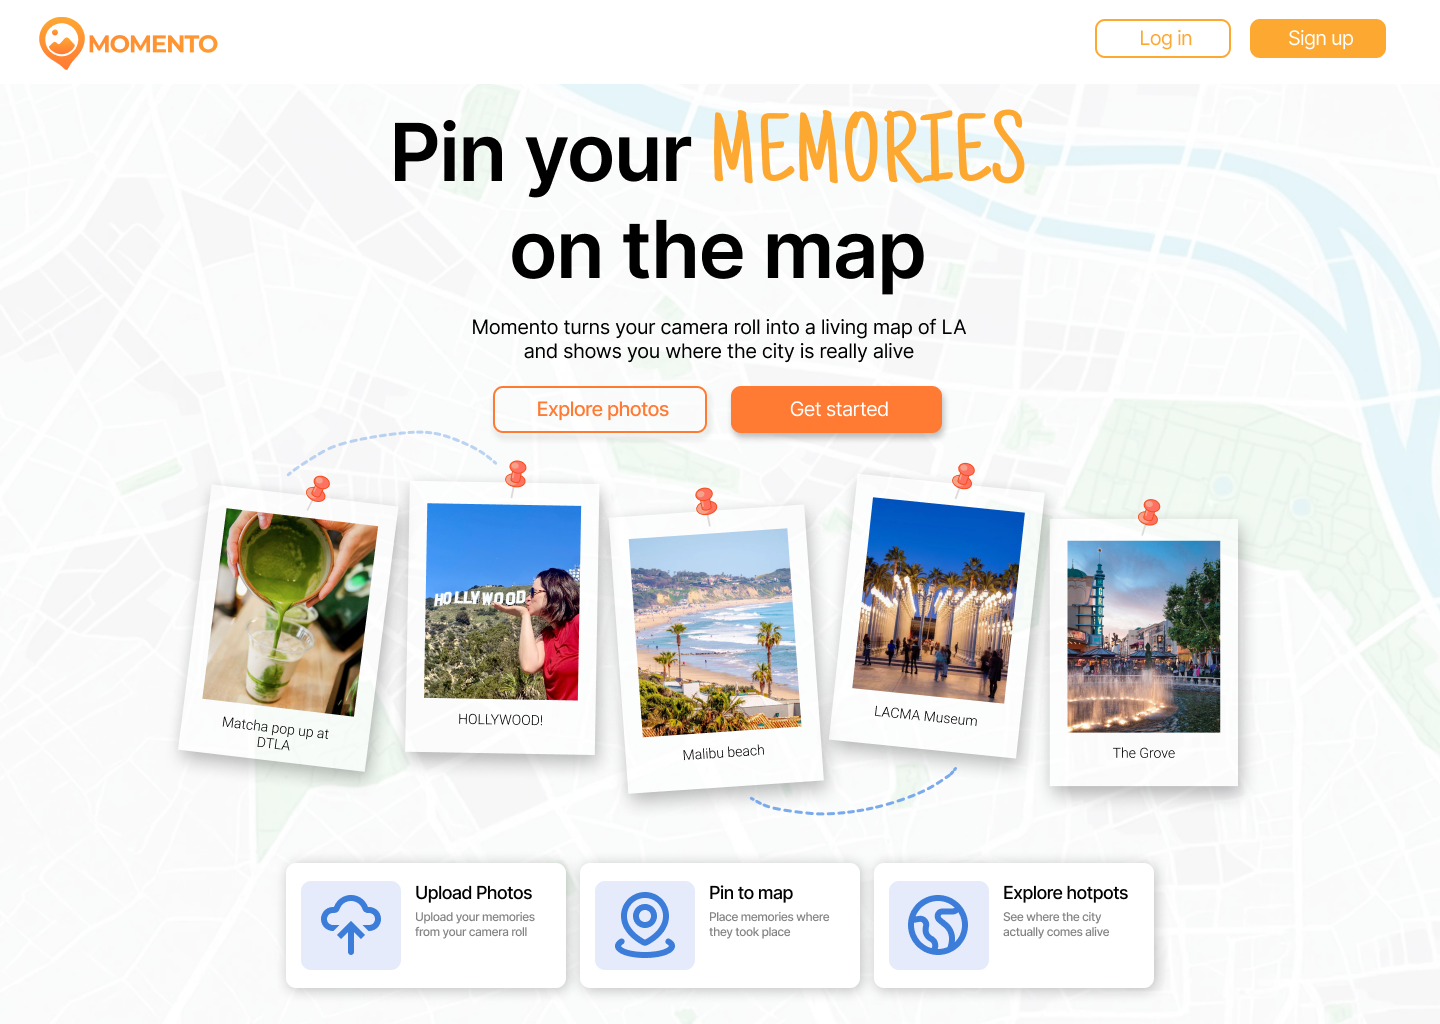 MOMENTO
Log in
Sign up
Pin your MEMORIES
on the map
Momento turns your camera roll into a living map of LA
and shows you where the city is really alive
Explore photos
Get started
Matcha pop up at
DTLA
HOLLYWOOD
HOLLYWOOD!
Malibu beach
LACMA Museum
GROVE
The Grove
Upload Photos
Upload your memories
from your camera roll
Pin to map
Place memories where
they took place
Explore hotpots
See where the city
actually comes alive